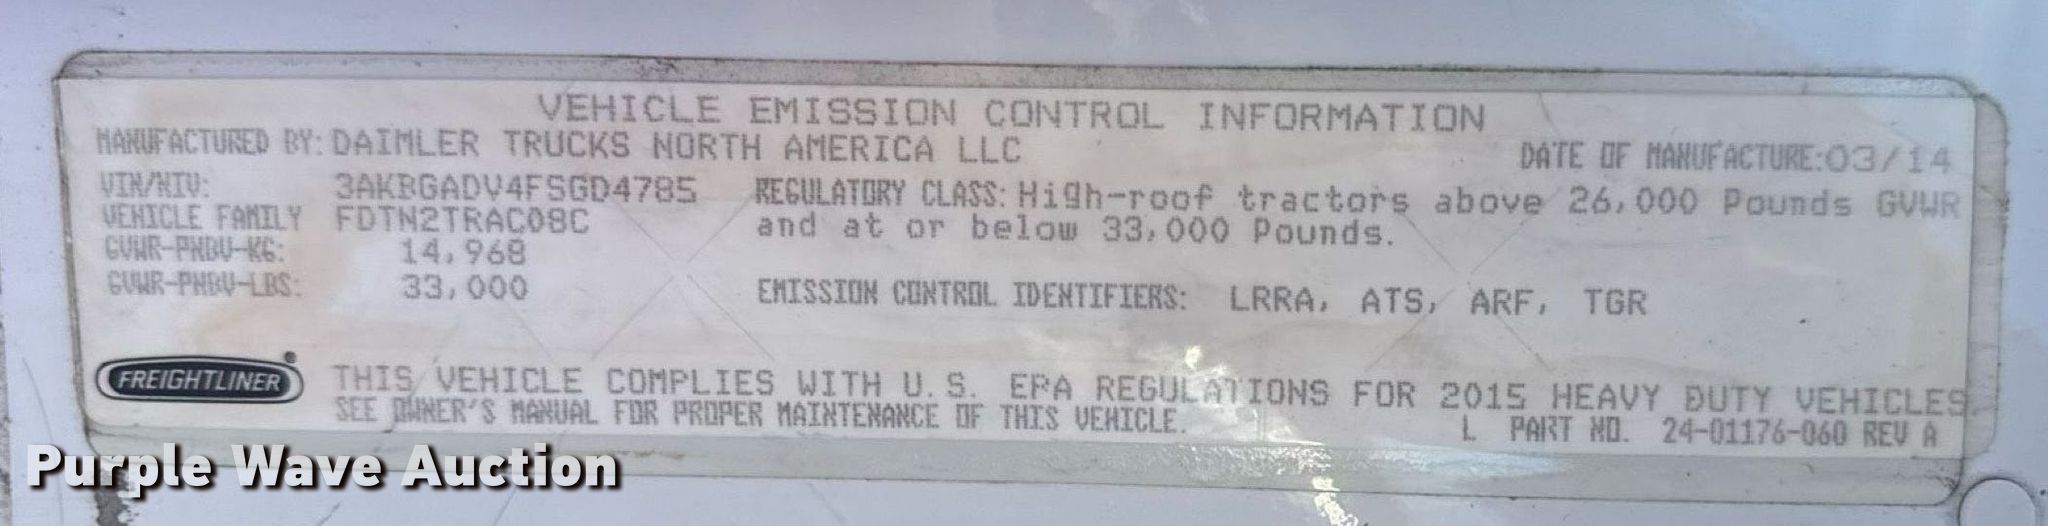 VEHICLE EMISSION CONTROL INFORMATION
MANUFACTURED BY: DAIMLER TRUCKS NORTH AMERICA LLC
DATE OF MANUFACTURE: 03/14
VIN/NIV: 3AKBGADV4FSGD4785
VEHICLE FAMILY FDTN2TRAC08C
GVWR-PNBV-KG: 14,968
GVWR-PNBV-LBS: 33,000
REGULATORY CLASS: High-roof tractors above 26,000 Pounds GVWR
and at or below 33,000 Pounds.
EMISSION CONTROL IDENTIFIERS: LRRA, ATS, ARF, TGR
FREIGHTLINER
THIS VEHICLE COMPLIES WITH U.S. EPA REGULATIONS FOR 2015 HEAVY DUTY VEHICLES
SEE OWNER'S MANUAL FOR PROPER MAINTENANCE OF THIS VEHICLE.
L PART NO. 24-01176-060 REV A
Purple Wave Auction